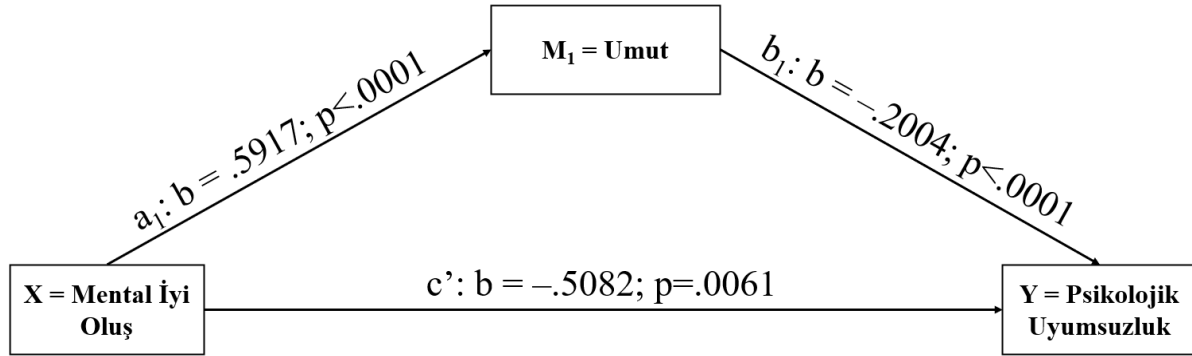 M₁ = Umut
a₁: b = .5917; p<.0001
b₁: b = –.2004; p<.0001
X = Mental İyi
Oluş
c’: b = –.5082; p=.0061
Y = Psikolojik
Uyumsuzluk